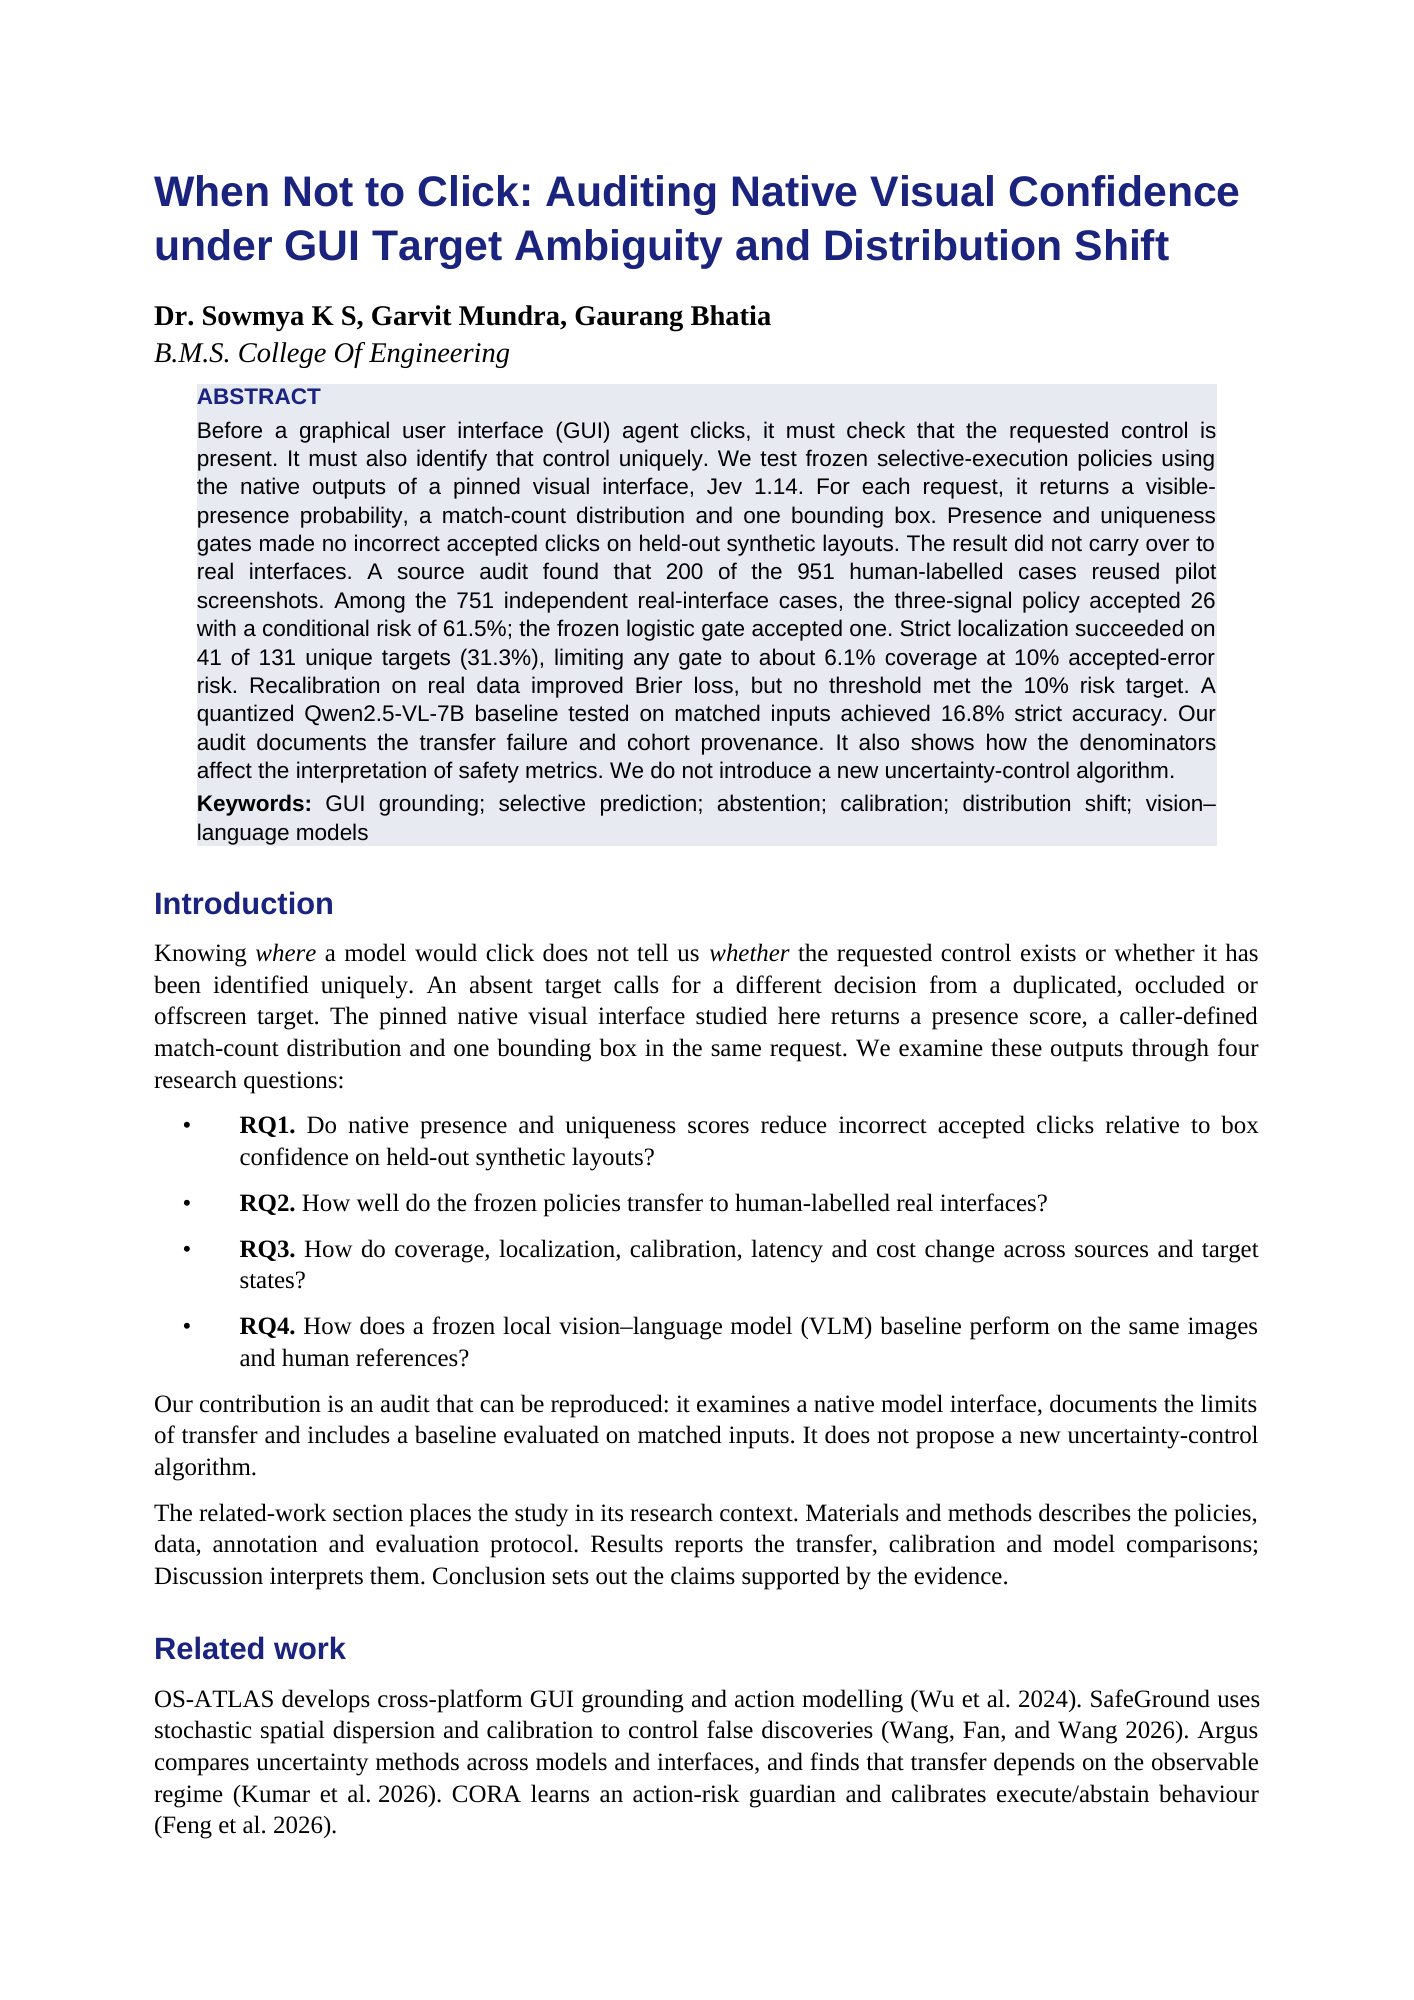 When Not to Click: Auditing Native Visual Confidence
under GUI Target Ambiguity and Distribution Shift
Dr. Sowmya K S, Garvit Mundra, Gaurang Bhatia
B.M.S. College Of Engineering
ABSTRACT
Before a graphical user interface (GUI) agent clicks, it must check that the requested control is
present. It must also identify that control uniquely. We test frozen selective-execution policies using
the native outputs of a pinned visual interface, Jev 1.14. For each request, it returns a visible-
presence probability, a match-count distribution and one bounding box. Presence and uniqueness
gates made no incorrect accepted clicks on held-out synthetic layouts. The result did not carry over to
real interfaces. A source audit found that 200 of the 951 human-labelled cases reused pilot
screenshots. Among the 751 independent real-interface cases, the three-signal policy accepted 26
with a conditional risk of 61.5%; the frozen logistic gate accepted one. Strict localization succeeded on
41 of 131 unique targets (31.3%), limiting any gate to about 6.1% coverage at 10% accepted-error
risk. Recalibration on real data improved Brier loss, but no threshold met the 10% risk target. A
quantized Qwen2.5-VL-7B baseline tested on matched inputs achieved 16.8% strict accuracy. Our
audit documents the transfer failure and cohort provenance. It also shows how the denominators
affect the interpretation of safety metrics. We do not introduce a new uncertainty-control algorithm.
Keywords: GUI grounding; selective prediction; abstention; calibration; distribution shift; vision–
language models
Introduction
Knowing where a model would click does not tell us whether the requested control exists or whether it has
been identified uniquely. An absent target calls for a different decision from a duplicated, occluded or
offscreen target. The pinned native visual interface studied here returns a presence score, a caller-defined
match-count distribution and one bounding box in the same request. We examine these outputs through four
research questions:
• RQ1. Do native presence and uniqueness scores reduce incorrect accepted clicks relative to box
confidence on held-out synthetic layouts?
• RQ2. How well do the frozen policies transfer to human-labelled real interfaces?
• RQ3. How do coverage, localization, calibration, latency and cost change across sources and target
states?
• RQ4. How does a frozen local vision–language model (VLM) baseline perform on the same images
and human references?
Our contribution is an audit that can be reproduced: it examines a native model interface, documents the limits
of transfer and includes a baseline evaluated on matched inputs. It does not propose a new uncertainty-control
algorithm.
The related-work section places the study in its research context. Materials and methods describes the policies,
data, annotation and evaluation protocol. Results reports the transfer, calibration and model comparisons;
Discussion interprets them. Conclusion sets out the claims supported by the evidence.
Related work
OS-ATLAS develops cross-platform GUI grounding and action modelling (Wu et al. 2024). SafeGround uses
stochastic spatial dispersion and calibration to control false discoveries (Wang, Fan, and Wang 2026). Argus
compares uncertainty methods across models and interfaces, and finds that transfer depends on the observable
regime (Kumar et al. 2026). CORA learns an action-risk guardian and calibrates execute/abstain behaviour
(Feng et al. 2026).